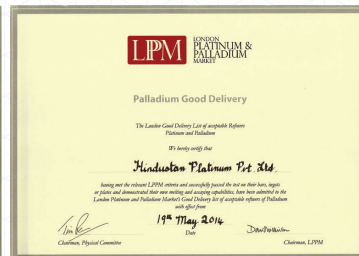 LPPM
LONDON
PLATINUM &
PALLADIUM
MARKET
Palladium Good Delivery
The London Good Delivery List of acceptable Refiners
Platinum and Palladium
We hereby certify that
Hindustan Platinum Pvt. Ltd.
having met the relevant LPPM criteria and successfully passed the test on their bars, ingots
or plates and demonstrated their own melting and assaying capabilities, have been admitted to the
London Platinum and Palladium Market's Good Delivery list of acceptable refiners of Palladium
with effect from
19th May 2014
Date
Chairman, Physical Committee
Chairman, LPPM